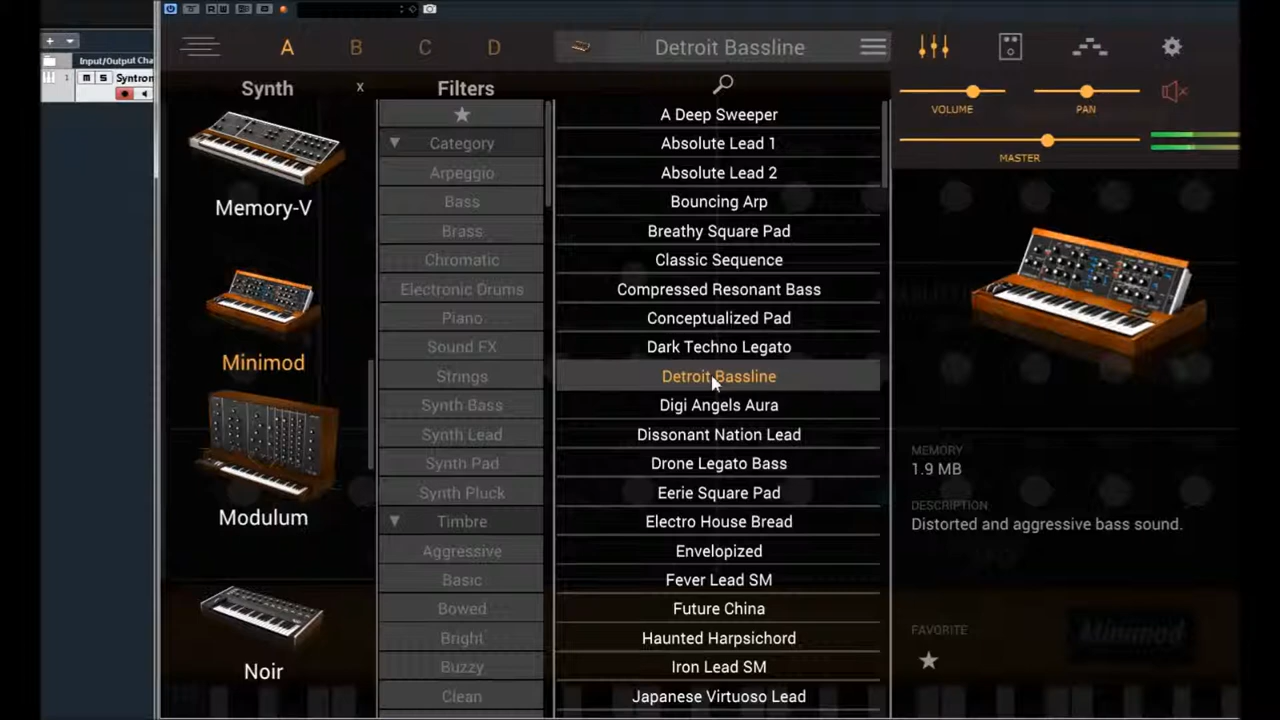 Input/Output Cha
1 M S Syntron
A B C D Detroit Bassline
Synth x
Memory-V
Minimod
Modulum
Noir
Filters
Category
Arpeggio
Bass
Brass
Chromatic
Electronic Drums
Piano
Sound FX
Strings
Synth Bass
Synth Lead
Synth Pad
Synth Pluck
Timbre
Aggressive
Basic
Bowed
Bright
Buzzy
Clean
A Deep Sweeper
Absolute Lead 1
Absolute Lead 2
Bouncing Arp
Breathy Square Pad
Classic Sequence
Compressed Resonant Bass
Conceptualized Pad
Dark Techno Legato
Detroit Bassline
Digi Angels Aura
Dissonant Nation Lead
Drone Legato Bass
Eerie Square Pad
Electro House Bread
Envelopized
Fever Lead SM
Future China
Haunted Harpsichord
Iron Lead SM
Japanese Virtuoso Lead
VOLUME PAN
MASTER
MEMORY
1.9 MB
DESCRIPTION
Distorted and aggressive bass sound.
FAVORITE
Minimod